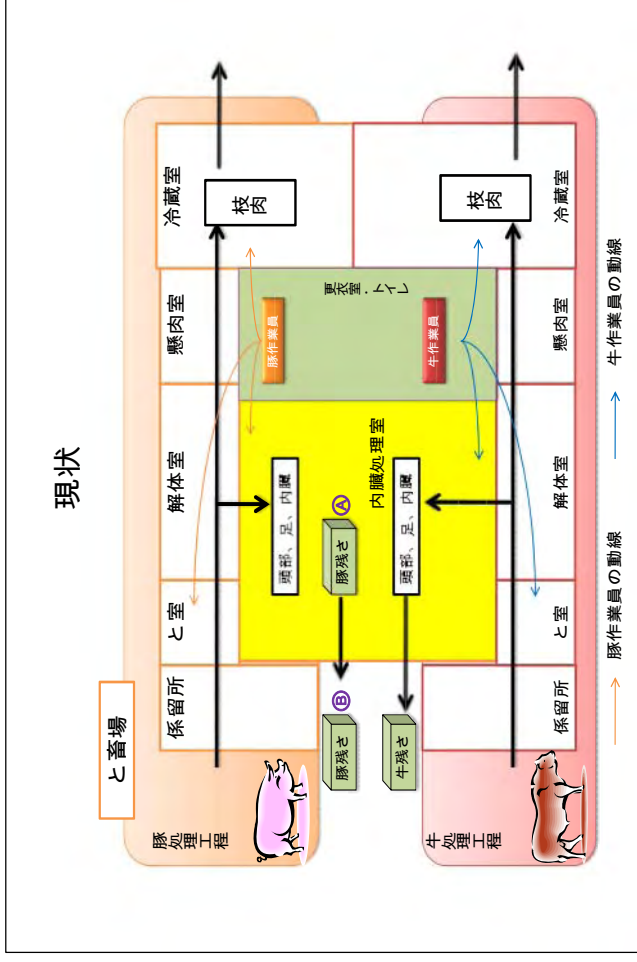 現状
と畜場
豚処理工程
係留所
と室
解体室
懸肉室
冷蔵室
枝肉
頭部、足、内臓
豚作業員
更衣室・トイレ
豚残さ
Ⓐ
豚残さ
Ⓑ
内臓処理室
牛残さ
頭部、足、内臓
牛作業員
牛処理工程
係留所
と室
解体室
懸肉室
冷蔵室
枝肉
豚作業員の動線
牛作業員の動線